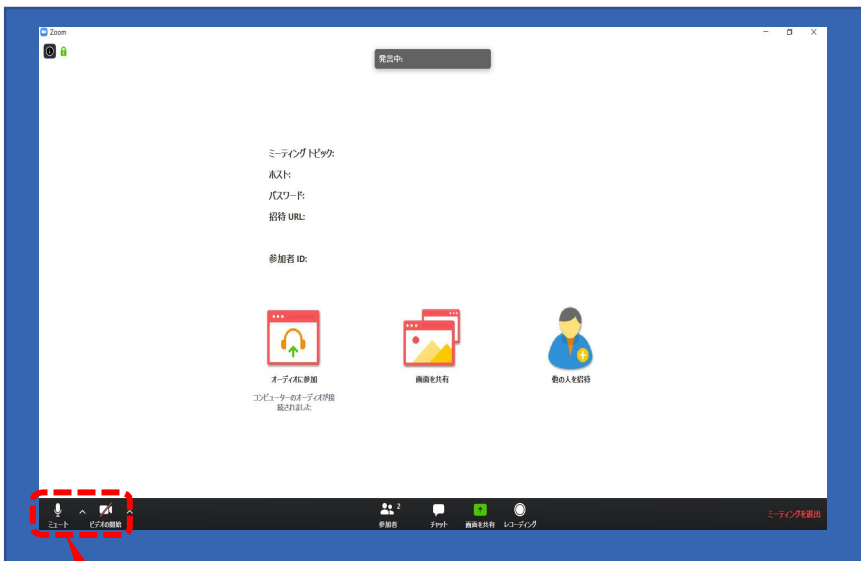 Zoom
発言中:
ミーティング トピック:
ホスト:
パスワード:
招待 URL:
参加者 ID:
オーディオに参加
画面を共有
他の人を招待
コンピューターのオーディオが接
続されました
2
ミュート
ビデオの開始
参加者
チャット
画面を共有
レコーディング
ミーティングを退出